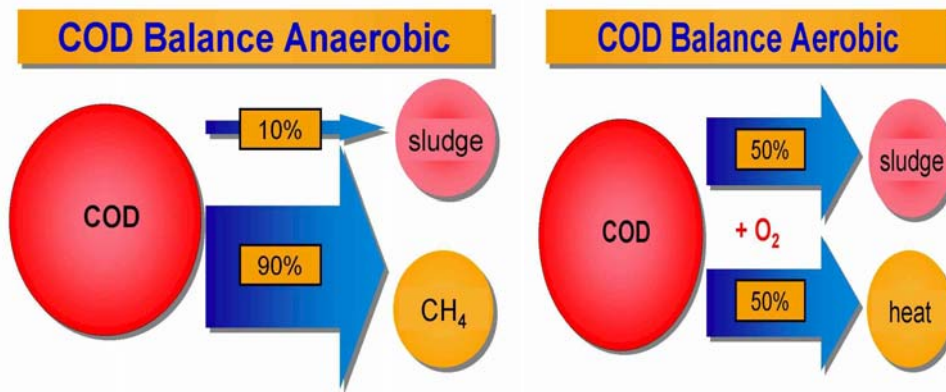 COD Balance Anaerobic
COD
10%
sludge
90%
CH₄
COD Balance Aerobic
COD
50%
sludge
+ O₂
50%
heat